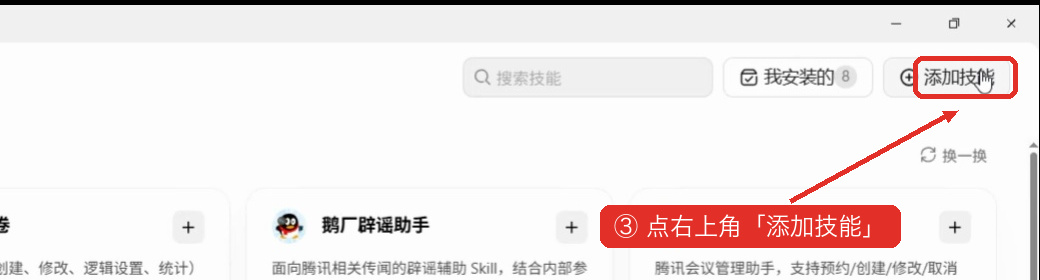 搜索技能
我安装的 8
添加技能
换一换
卷
鹅厂辟谣助手
③ 点右上角「添加技能」
创建、修改、逻辑设置、统计）
面向腾讯相关传闻的辟谣辅助 Skill，结合内部参
腾讯会议管理助手，支持预约/创建/修改/取消